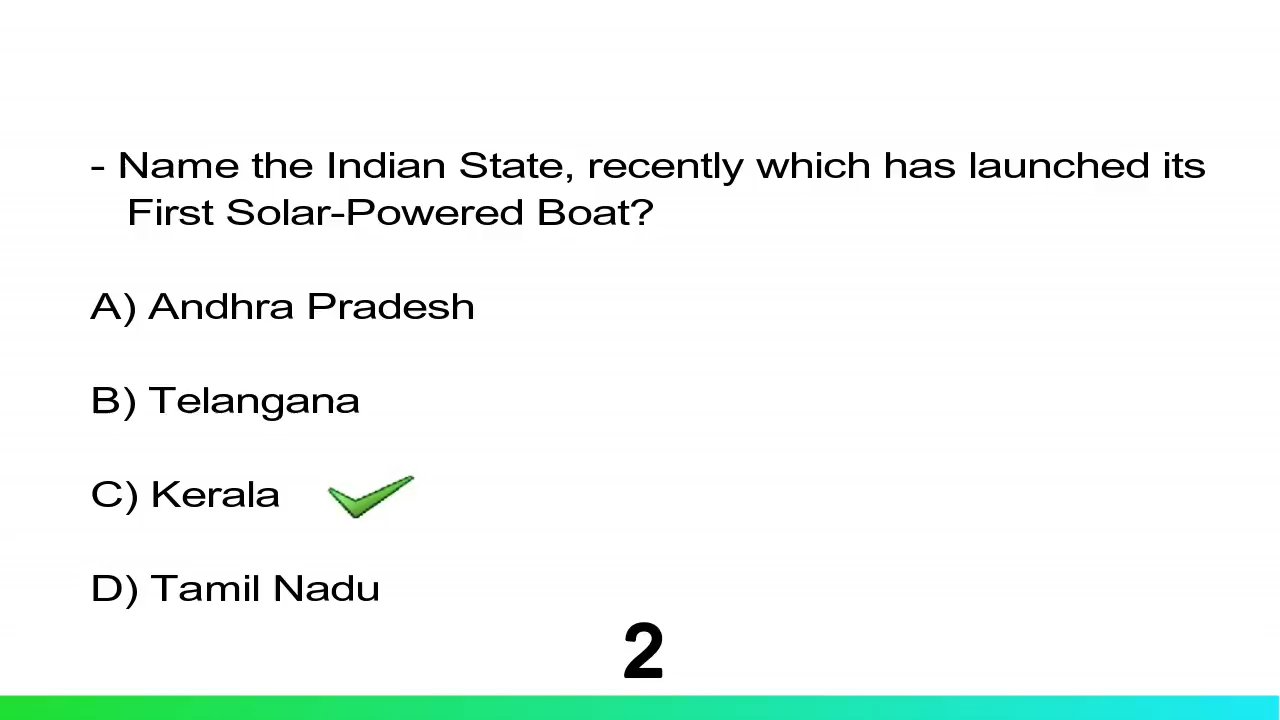 - Name the Indian State, recently which has launched its
First Solar-Powered Boat?
A) Andhra Pradesh
B) Telangana
C) Kerala
D) Tamil Nadu
2